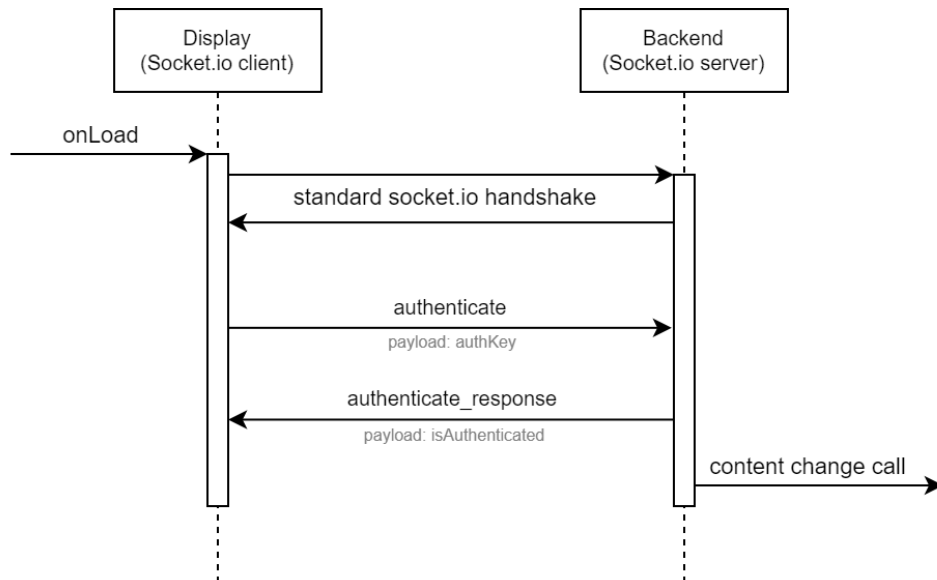 Display
(Socket.io client)
Backend
(Socket.io server)
onLoad
standard socket.io handshake
authenticate
payload: authKey
authenticate_response
payload: isAuthenticated
content change call